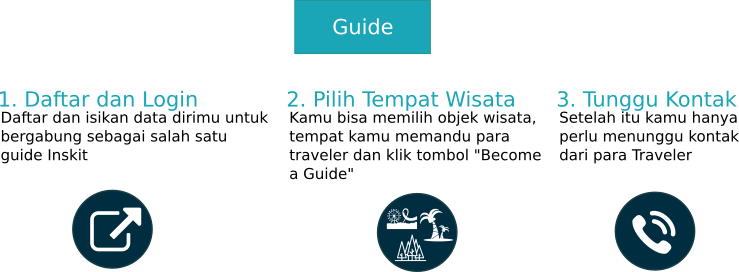 Guide
1. Daftar dan Login
Daftar dan isikan data dirimu untuk
bergabung sebagai salah satu
guide Inskit
2. Pilih Tempat Wisata
Kamu bisa memilih objek wisata,
tempat kamu memandu para
traveler dan klik tombol "Become
a Guide"
3. Tunggu Kontak
Setelah itu kamu hanya
perlu menunggu kontak
dari para Traveler